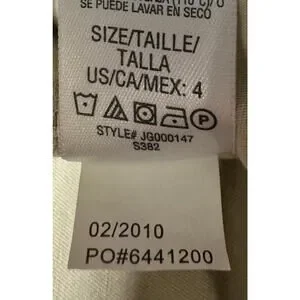 SE PUEDE LAVAR EN SECO
SIZE/TAILLE/
TALLA
US/CA/MEX: 4
STYLE# JG000147
S382
02/2010
PO#6441200